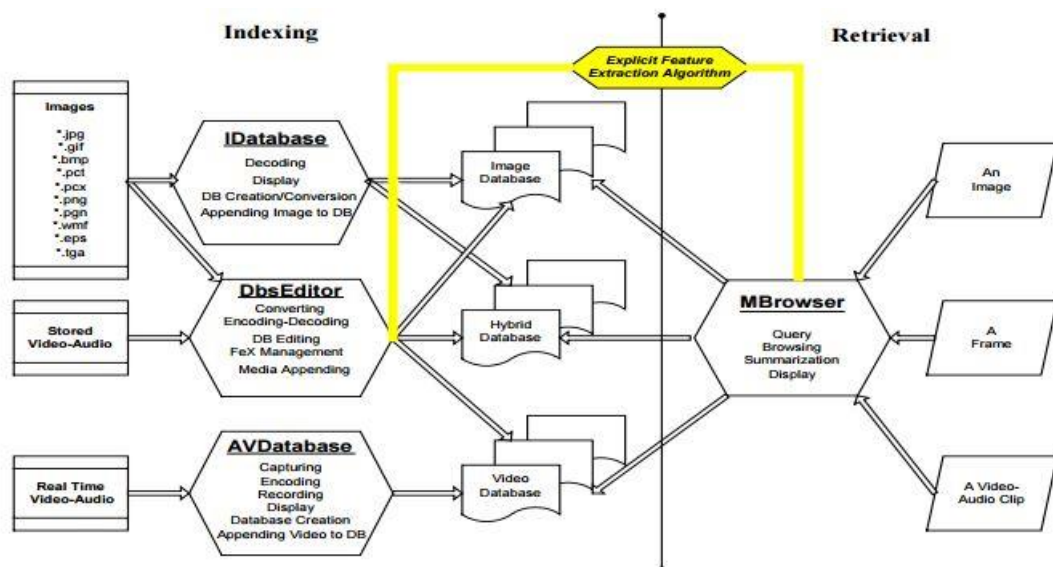 Indexing
Retrieval
Explicit Feature
Extraction Algorithm
Images
*.jpg
*.gif
*.bmp
*.pct
*.pcx
*.png
*.pgn
*.wmf
*.eps
*.tga
IDatabase
Decoding
Display
DB Creation/Conversion
Appending Image to DB
Image
Database
An
Image
Stored
Video-Audio
DbsEditor
Converting
Encoding-Decoding
DB Editing
FeX Management
Media Appending
Hybrid
Database
MBrowser
Query
Browsing
Summarization
Display
A
Frame
Real Time
Video-Audio
AVDatabase
Capturing
Encoding
Recording
Display
Database Creation
Appending Video to DB
Video
Database
A Video-
Audio Clip